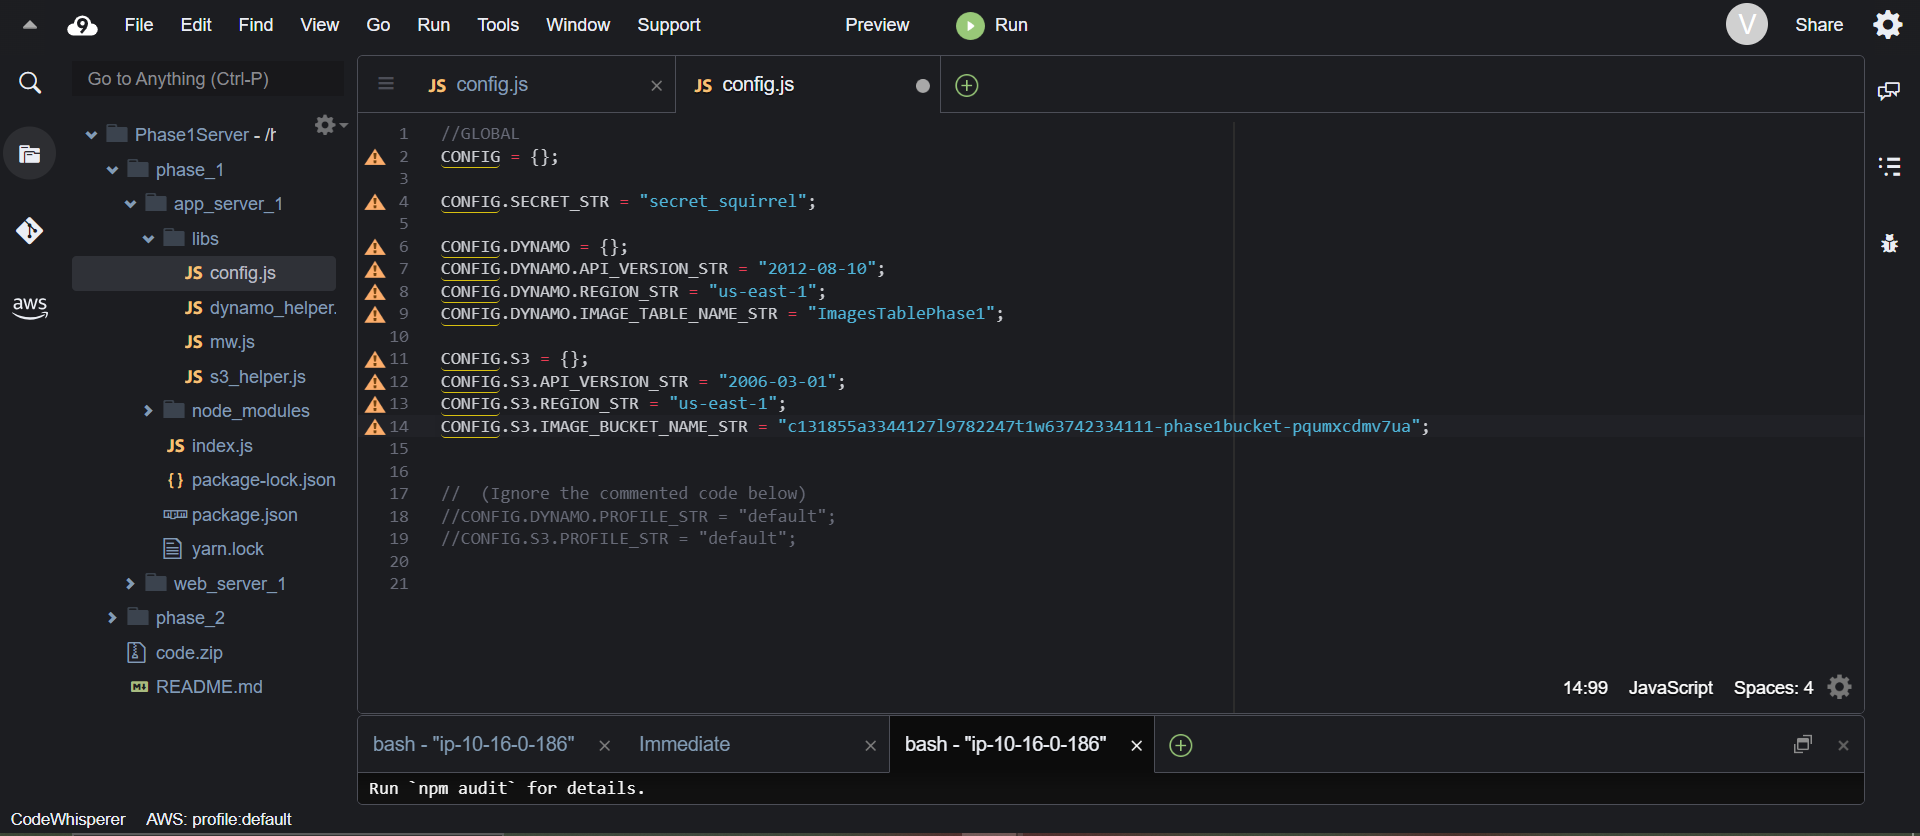 File Edit Find View Go Run Tools Window Support Preview Run V Share
Go to Anything (Ctrl-P)
JS config.js × JS config.js
Phase1Server - /h
phase_1
app_server_1
libs
JS config.js
JS dynamo_helper.
JS mw.js
JS s3_helper.js
node_modules
JS index.js
{} package-lock.json
package.json
yarn.lock
web_server_1
phase_2
code.zip
README.md
aws
1 //GLOBAL
2 CONFIG = {};
3
4 CONFIG.SECRET_STR = "secret_squirrel";
5
6 CONFIG.DYNAMO = {};
7 CONFIG.DYNAMO.API_VERSION_STR = "2012-08-10";
8 CONFIG.DYNAMO.REGION_STR = "us-east-1";
9 CONFIG.DYNAMO.IMAGE_TABLE_NAME_STR = "ImagesTablePhase1";
10
11 CONFIG.S3 = {};
12 CONFIG.S3.API_VERSION_STR = "2006-03-01";
13 CONFIG.S3.REGION_STR = "us-east-1";
14 CONFIG.S3.IMAGE_BUCKET_NAME_STR = "c131855a3344127l9782247t1w63742334111-phase1bucket-pqumxcdmv7ua";
15
16
17 // (Ignore the commented code below)
18 //CONFIG.DYNAMO.PROFILE_STR = "default";
19 //CONFIG.S3.PROFILE_STR = "default";
20
21
14:99 JavaScript Spaces: 4
bash - "ip-10-16-0-186" × Immediate × bash - "ip-10-16-0-186" ×
Run `npm audit` for details.
CodeWhisperer AWS: profile:default